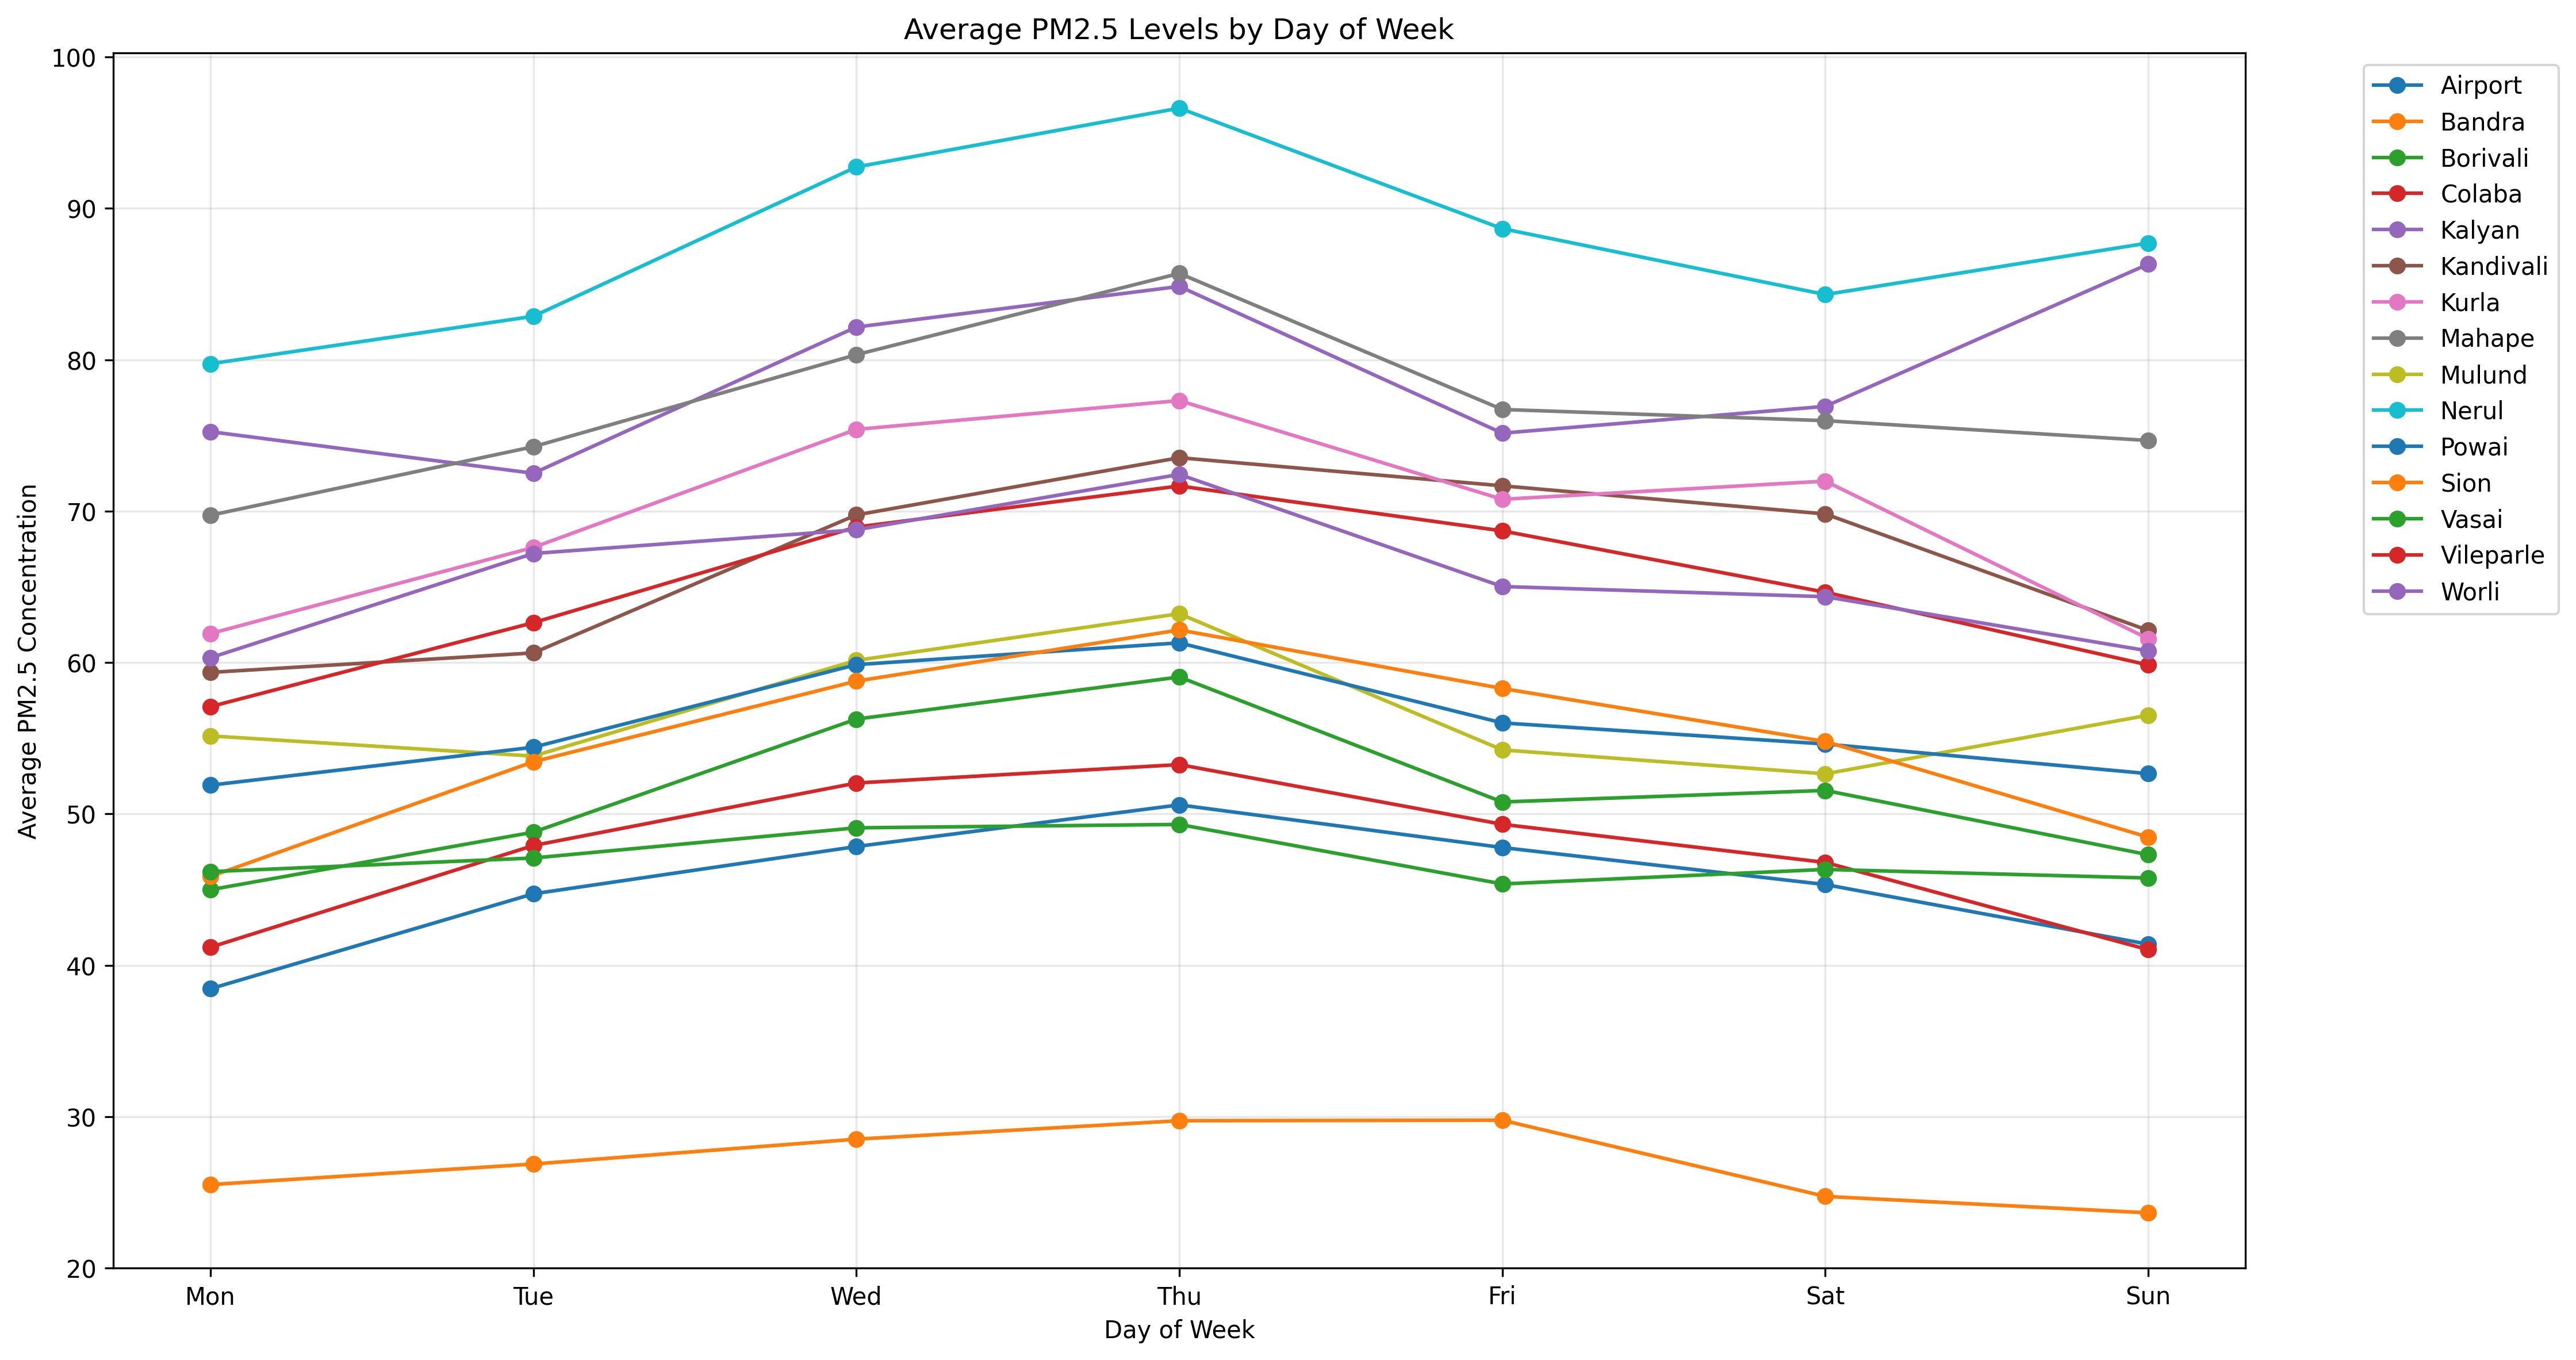 Average PM2.5 Levels by Day of Week
Average PM2.5 Concentration
100
90
80
70
60
50
40
30
20
Mon Tue Wed Thu Fri Sat Sun
Day of Week
Airport
Bandra
Borivali
Colaba
Kalyan
Kandivali
Kurla
Mahape
Mulund
Nerul
Powai
Sion
Vasai
Vileparle
Worli